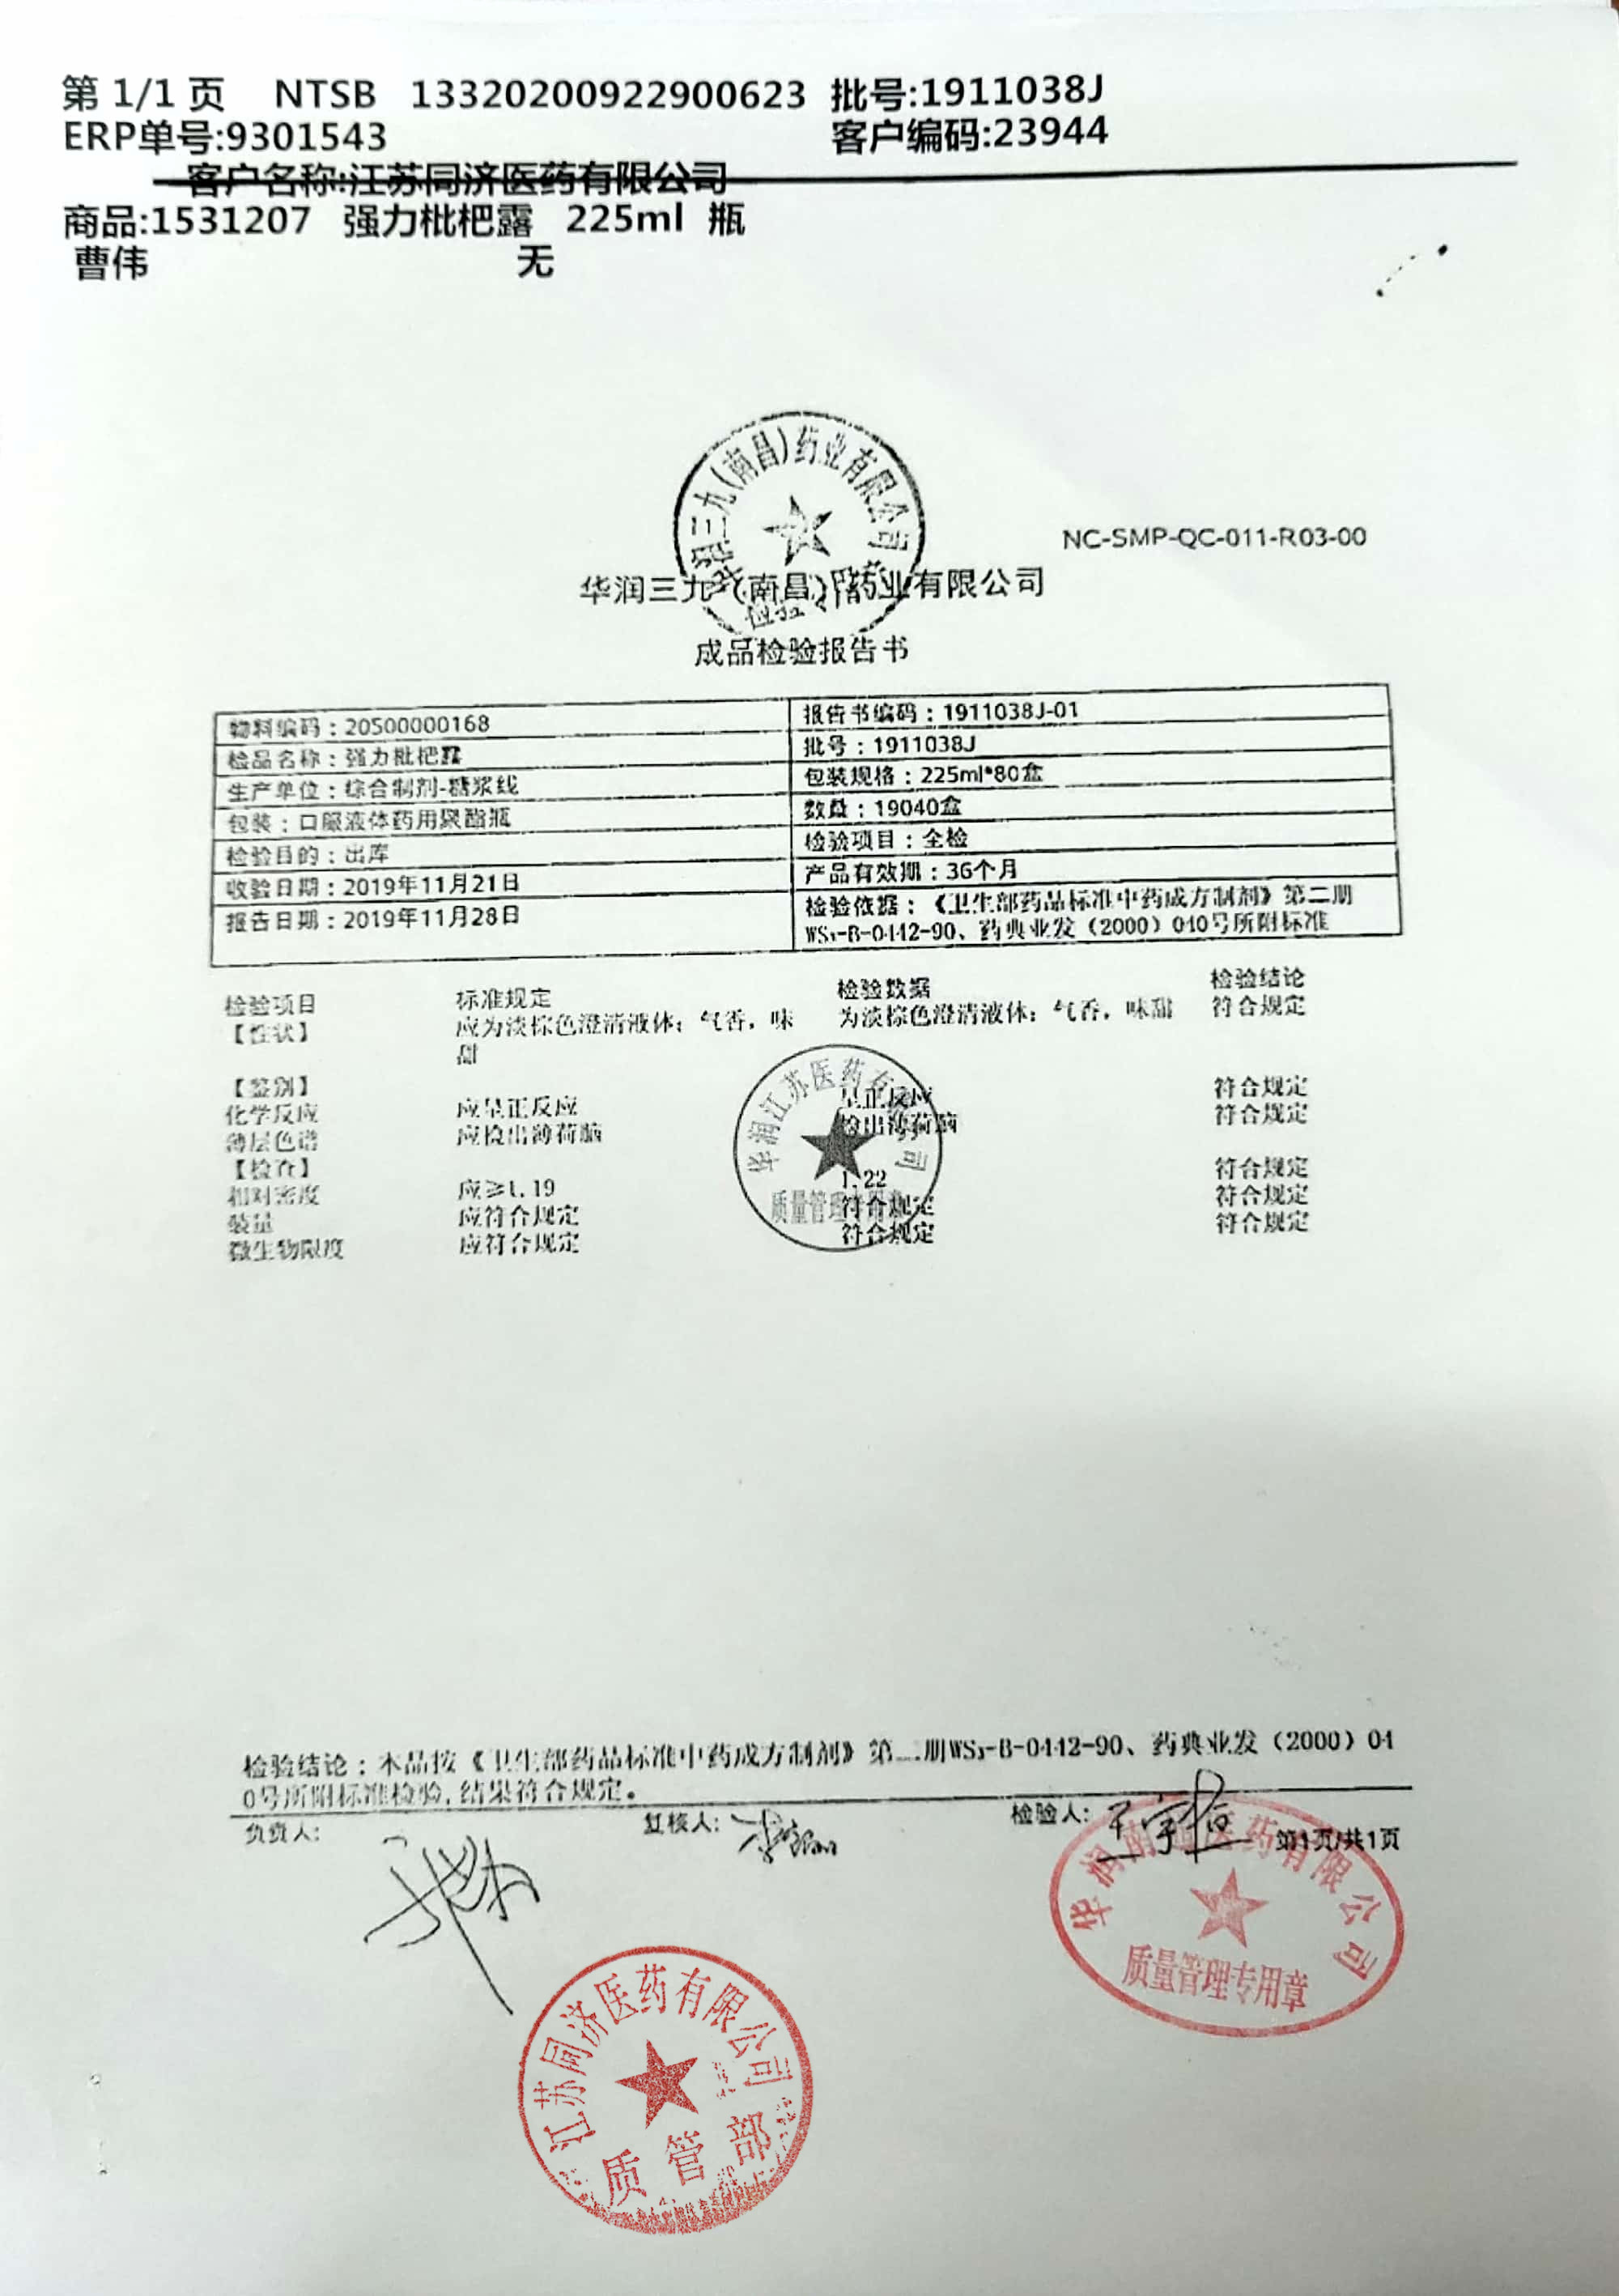 第 1/1 页 NTSB 13320200922900623 批号:1911038J
ERP单号:9301543 客户编码:23944
客户名称:江苏同济医药有限公司
商品:1531207 强力枇杷露 225ml 瓶
曹伟 无
华润三九(南昌)药业有限公司
NC-SMP-QC-011-R03-00
华润三九(南昌)药业有限公司
成品检验报告书
物料编码:20500000168 报告书编码:1911038J-01
检品名称:强力枇杷露 批号:1911038J
生产单位:综合制剂-糖浆线 包装规格:225ml*80盒
包装:口服液体药用聚酯瓶 数量:19040盒
检验目的:出库 检验项目:全检
收验日期:2019年11月21日 产品有效期:36个月
报告日期:2019年11月28日 检验依据:《卫生部药品标准中药成方制剂》第二期
WS₃-B-0442-90、药典业发(2000)040号所附标准
检验项目 标准规定 检验数据 检验结论
【性状】 应为淡棕色澄清液体;气香,味 为淡棕色澄清液体;气香,味甜 符合规定
甜
【鉴别】 符合规定
化学反应 应呈正反应 呈正反应 符合规定
薄层色谱 应检出薄荷脑 检出薄荷脑
【检查】 符合规定
相对密度 应≥1.19 1.22 符合规定
装量 应符合规定 符合规定 符合规定
微生物限度 应符合规定 符合规定
华润江苏医药有限公司
质量管理专用章
检验结论:本品按《卫生部药品标准中药成方制剂》第二期WS₃-B-0442-90、药典业发(2000)04
0号所附标准检验,结果符合规定。
负责人: 复核人: 检验人: 王宇恒 第1页/共1页
华润南通医药有限公司
质量管理专用章
江苏同济医药有限公司
质管部